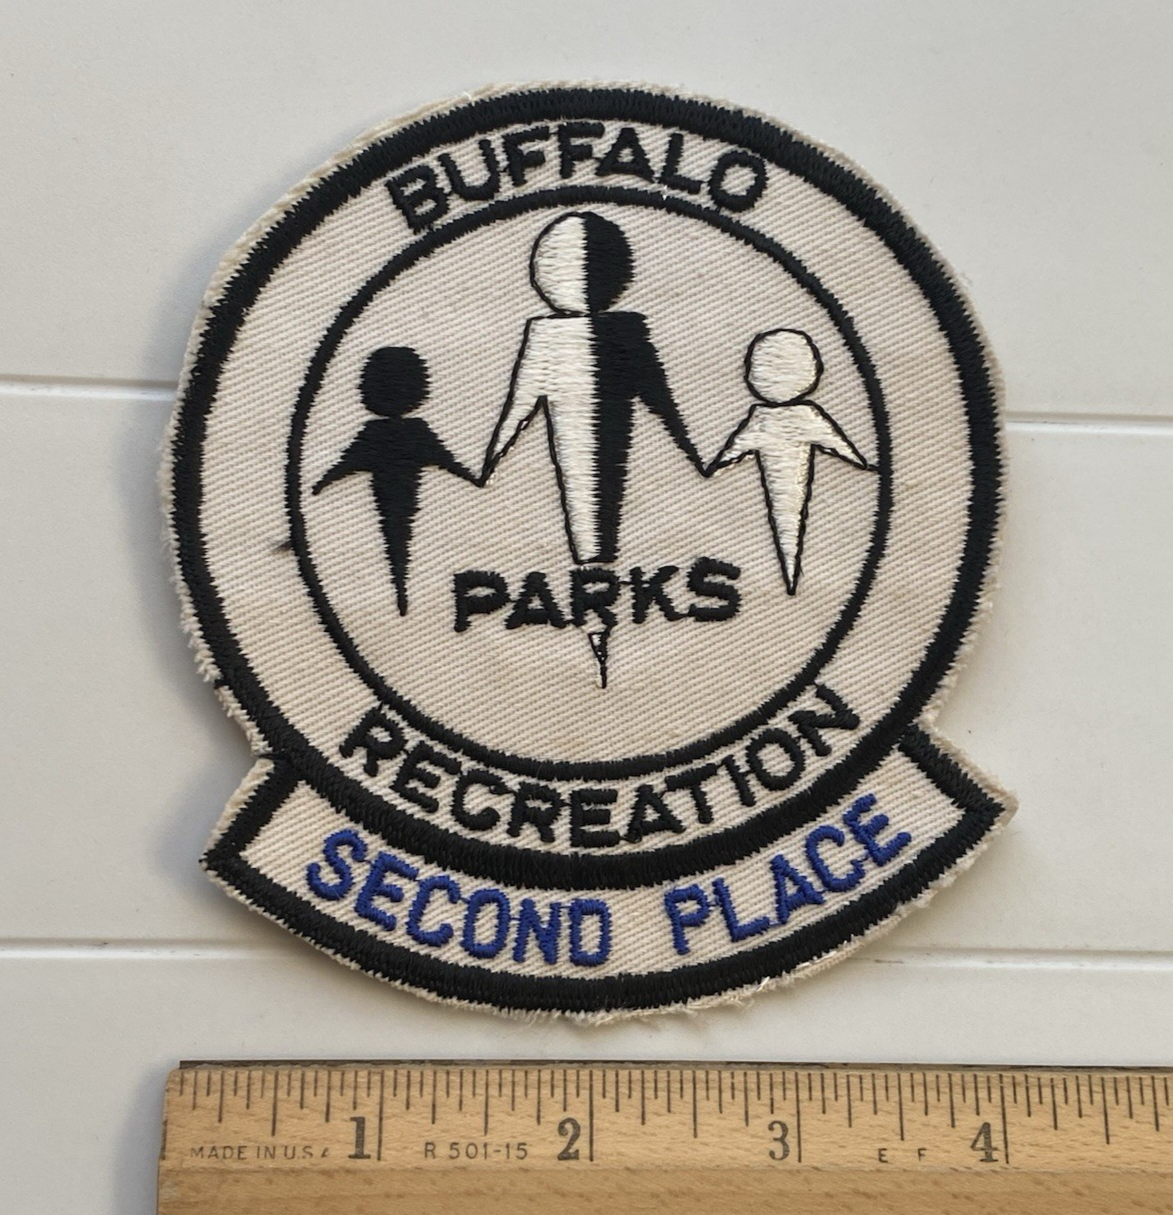 BUFFALO
PARKS
RECREATION
SECOND PLACE
1 2 3 4
MADE IN U.S.A R 501-15 E F